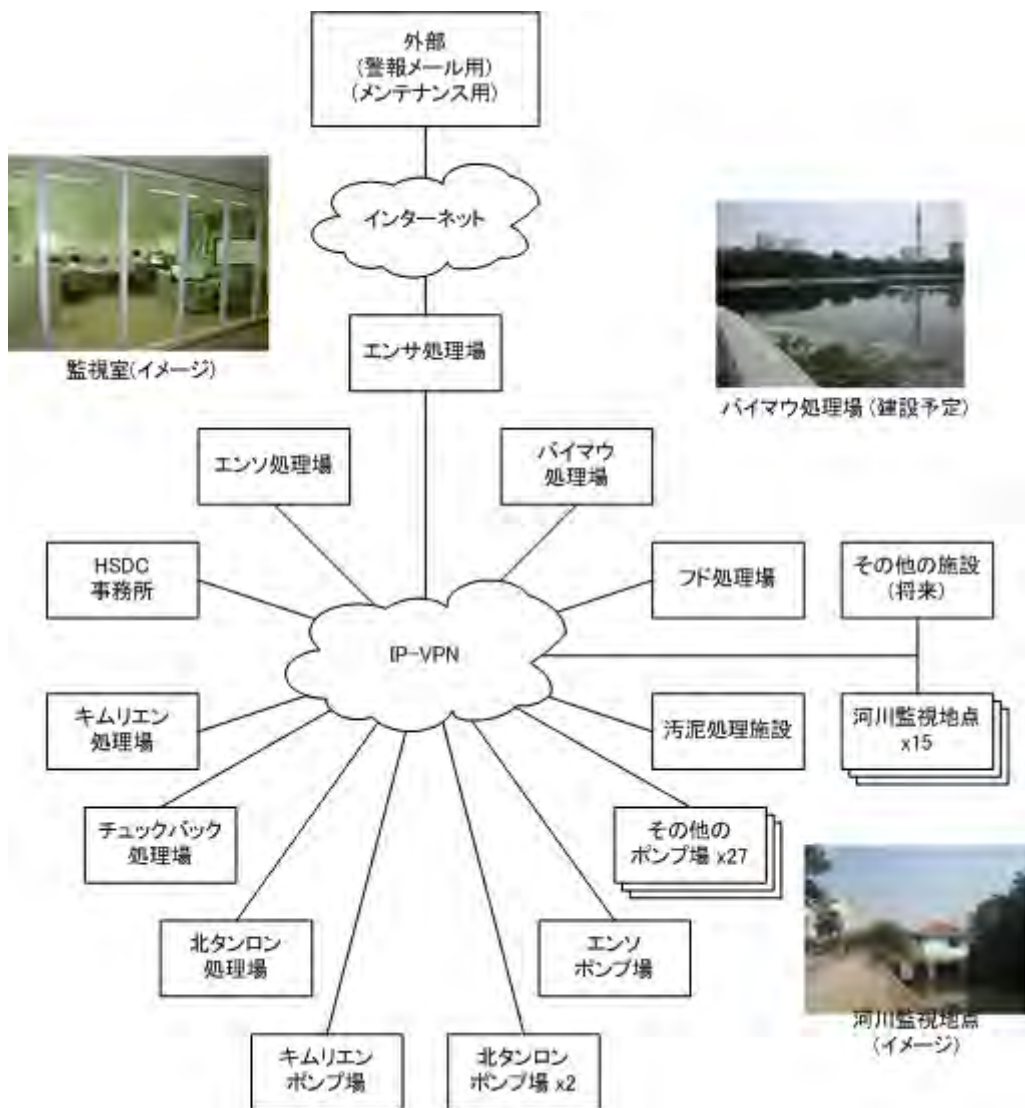 外部
(警報メール用)
(メンテナンス用)
インターネット
監視室(イメージ)
エンサ処理場
バイマウ処理場 (建設予定)
エンソ処理場
バイマウ
処理場
HSDC
事務所
フド処理場
その他の施設
(将来)
IP-VPN
キムリエン
処理場
汚泥処理施設
河川監視地点
x15
チュックバック
処理場
その他の
ポンプ場 x27
北タンロン
処理場
エンソ
ポンプ場
河川監視地点
(イメージ)
キムリエン
ポンプ場
北タンロン
ポンプ場 x2